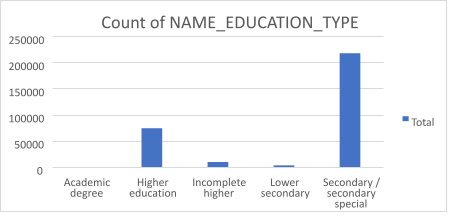 Count of NAME_EDUCATION_TYPE
250000
200000
150000
100000
50000
0
Academic degree
Higher education
Incomplete higher
Lower secondary
Secondary / secondary special
Total